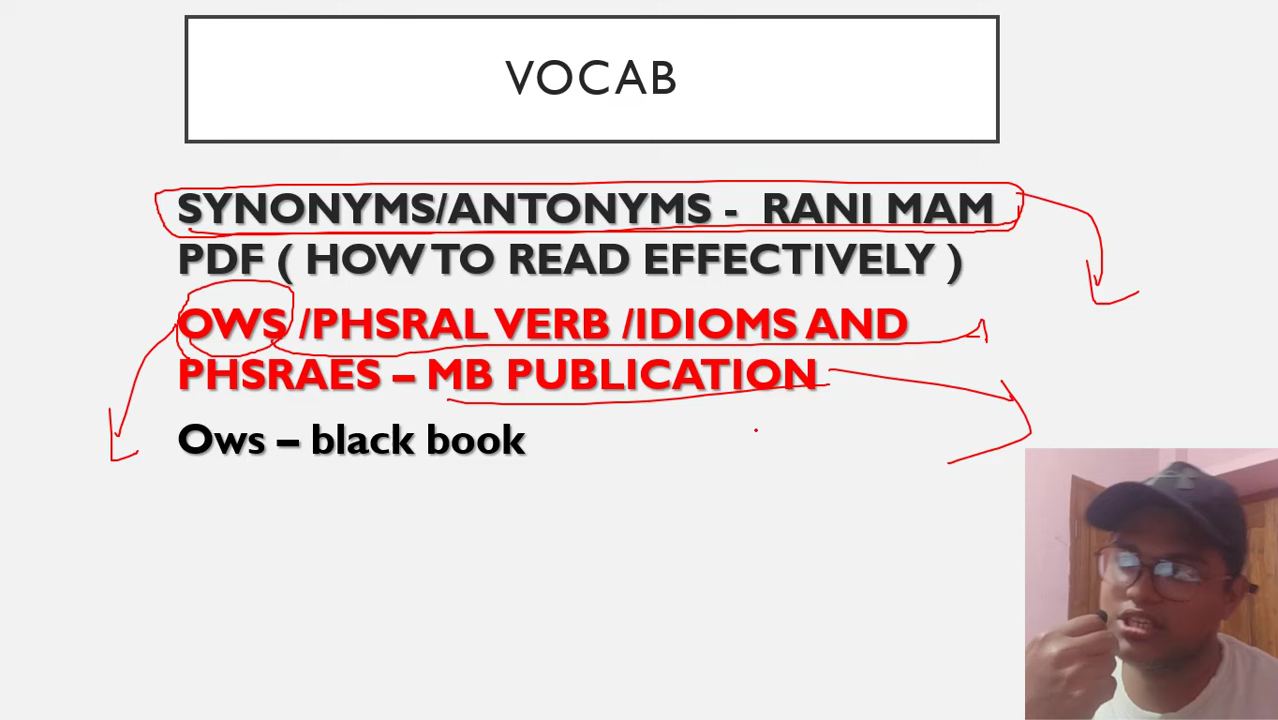 VOCAB
SYNONYMS/ANTONYMS - RANI MAM
PDF ( HOW TO READ EFFECTIVELY )
OWS /PHSRAL VERB /IDIOMS AND
PHSRAES – MB PUBLICATION
Ows – black book